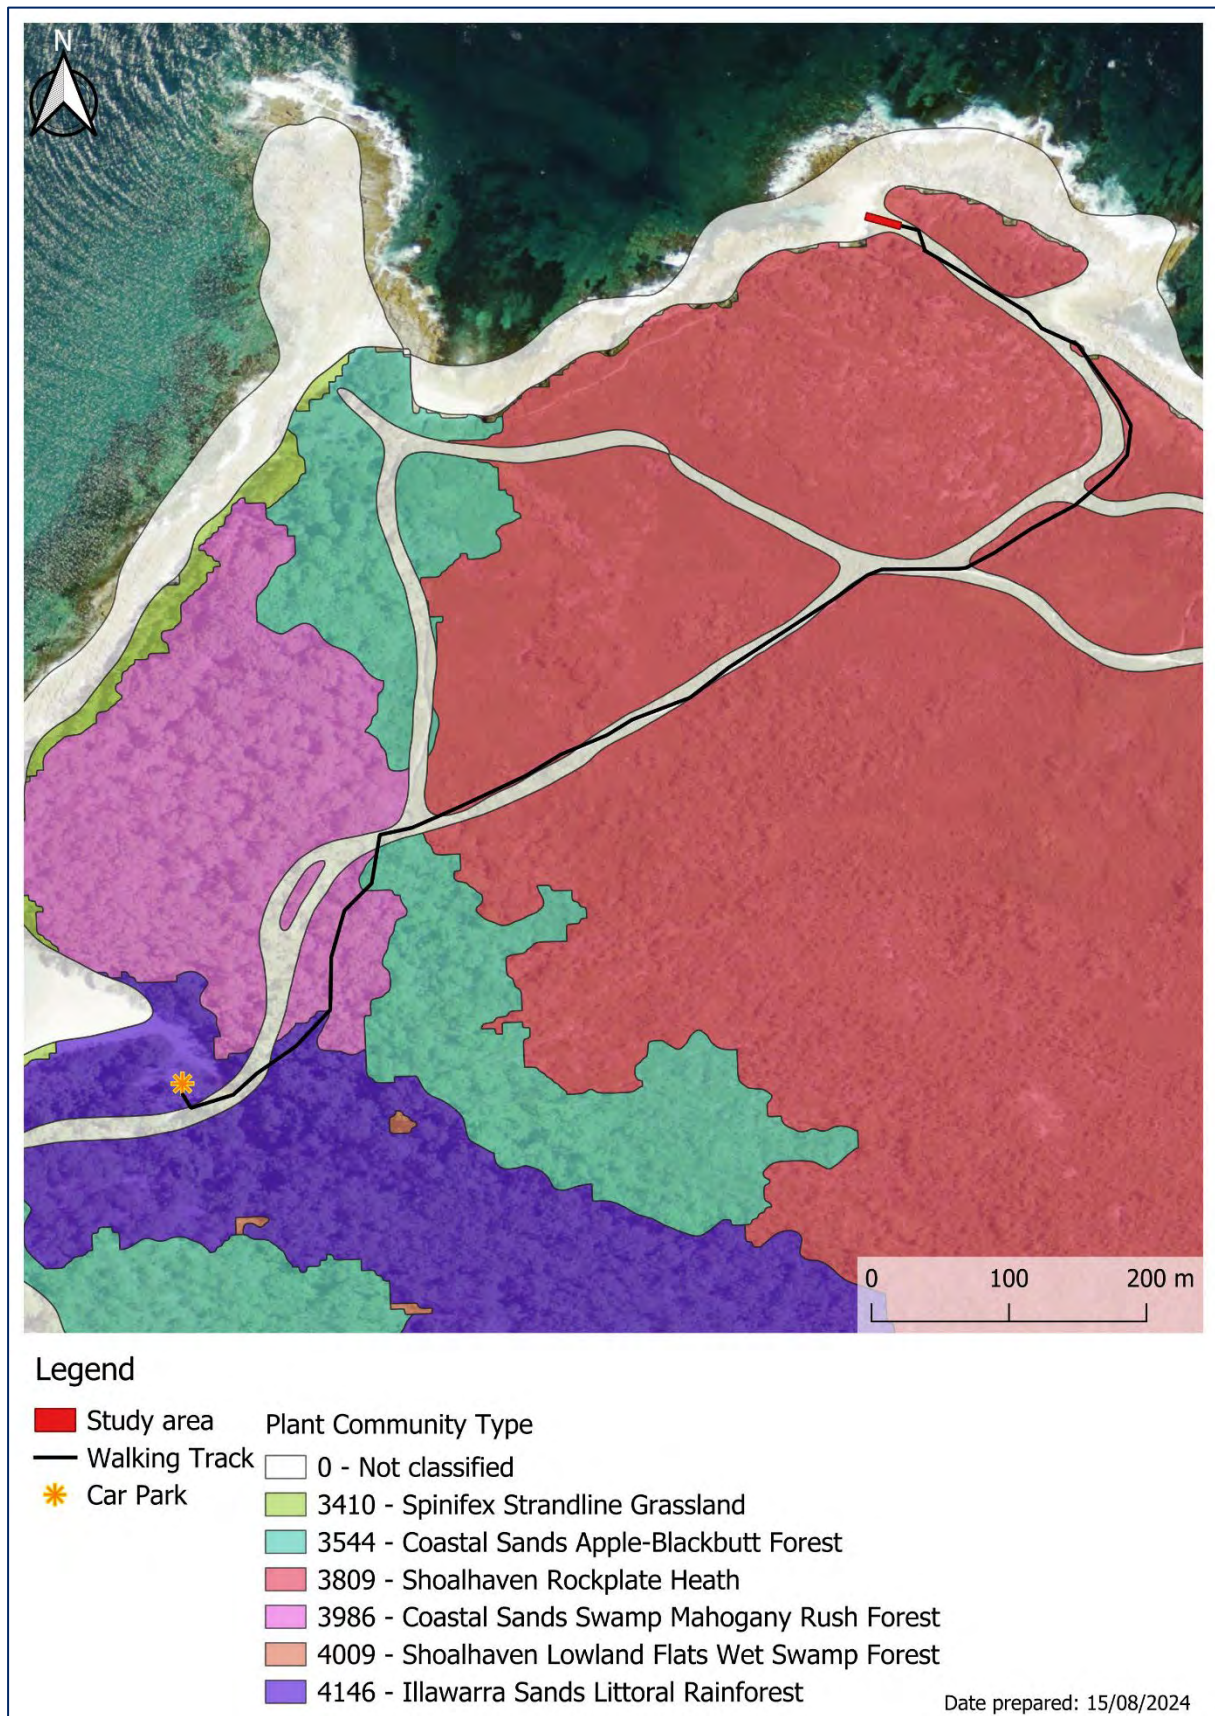 N
0 100 200 m
Legend
Study area
Walking Track
Car Park
Plant Community Type
0 - Not classified
3410 - Spinifex Strandline Grassland
3544 - Coastal Sands Apple-Blackbutt Forest
3809 - Shoalhaven Rockplate Heath
3986 - Coastal Sands Swamp Mahogany Rush Forest
4009 - Shoalhaven Lowland Flats Wet Swamp Forest
4146 - Illawarra Sands Littoral Rainforest
Date prepared: 15/08/2024